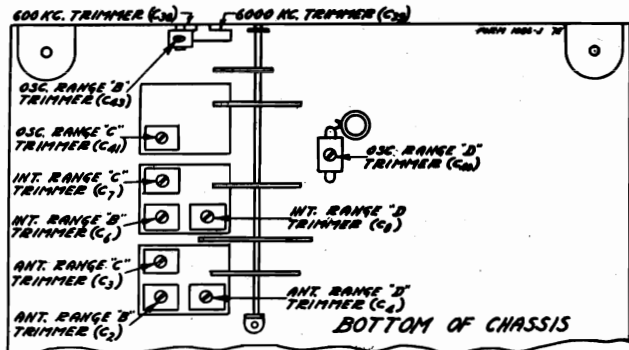 600 KC. TRIMMER (C38)
6000 KC. TRIMMER (C39)
OSC. RANGE "B"
TRIMMER (C43)
OSC. RANGE "C"
TRIMMER (C41)
INT. RANGE "C"
TRIMMER (C7)
INT. RANGE "B"
TRIMMER (C6)
ANT. RANGE "C"
TRIMMER (C3)
ANT. RANGE "B"
TRIMMER (C2)
OSC. RANGE "D"
TRIMMER (C40)
INT. RANGE "D
TRIMMER (C8)
ANT. RANGE "D"
TRIMMER (C4)
BOTTOM OF CHASSIS